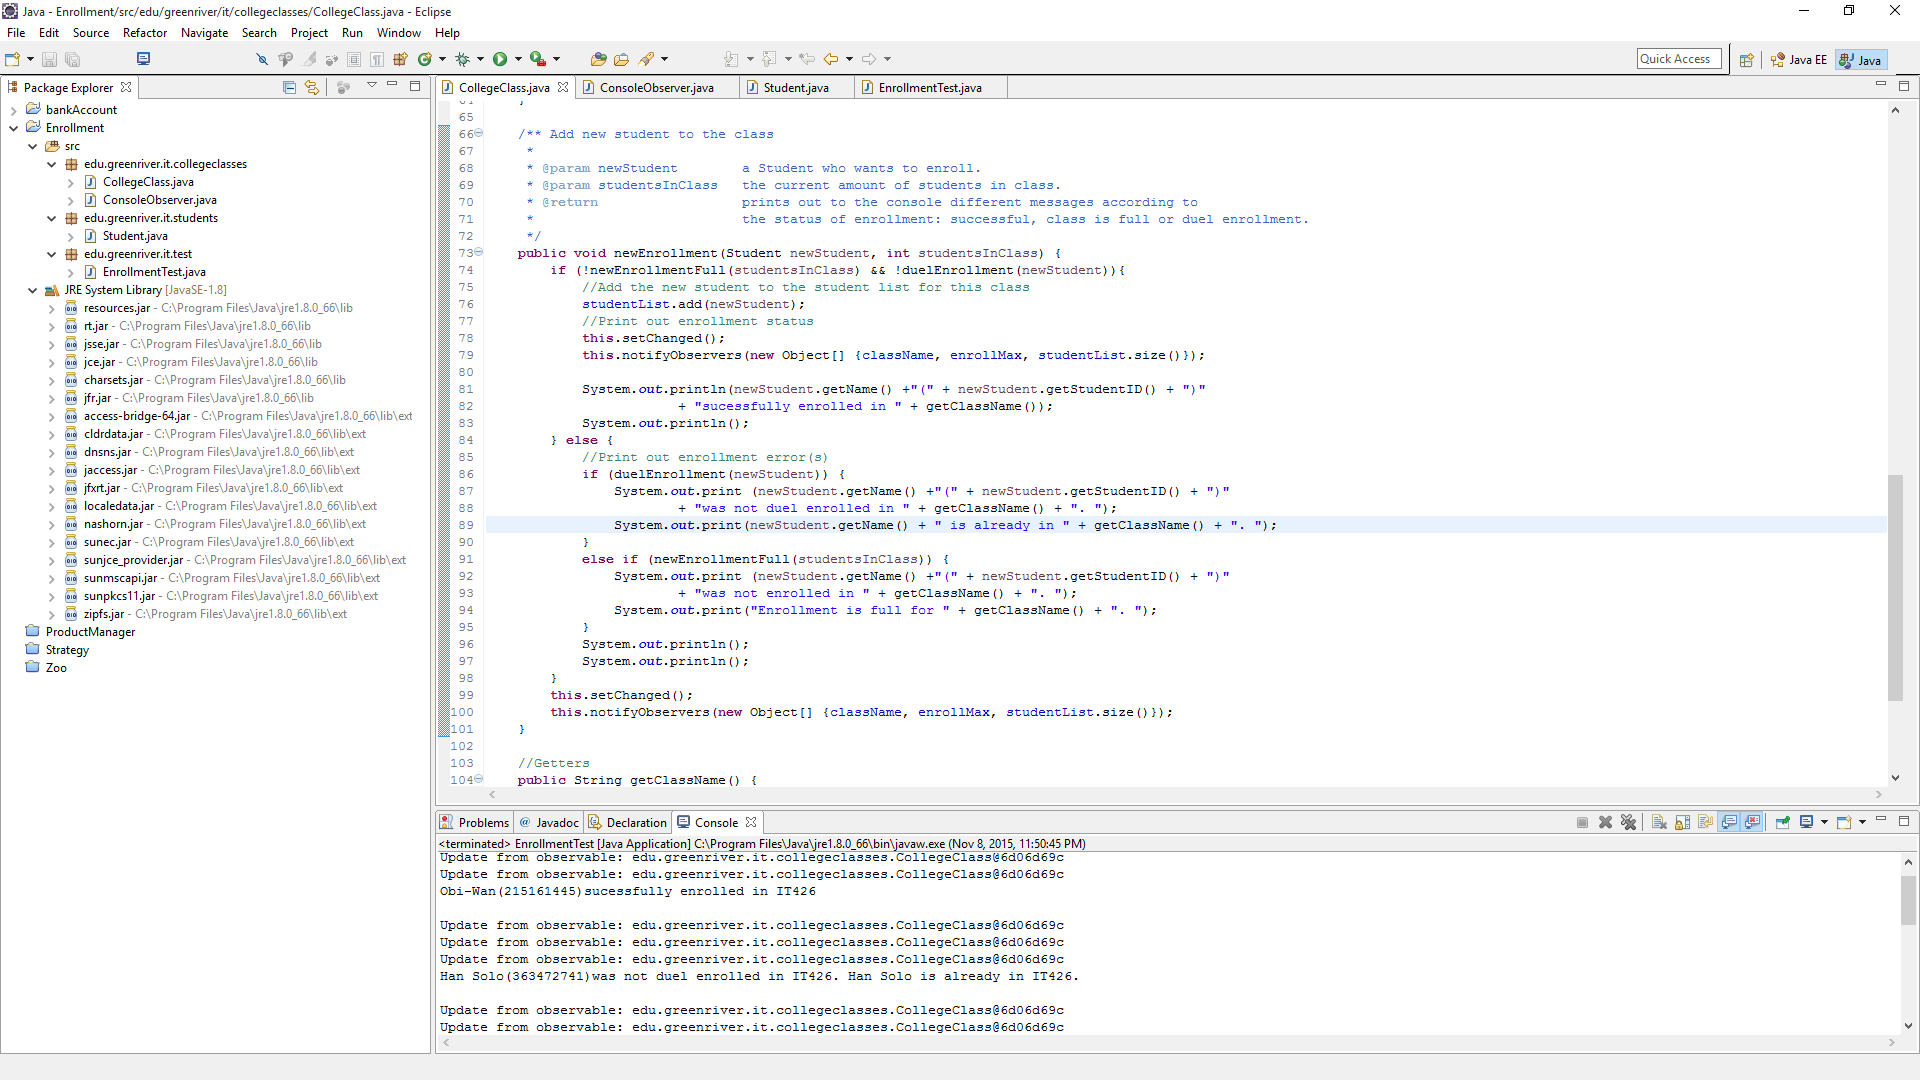 Java - Enrollment/src/edu/greenriver/it/collegeclasses/CollegeClass.java - Eclipse
File Edit Source Refactor Navigate Search Project Run Window Help
Quick Access Java EE Java
Package Explorer
bankAccount
Enrollment
src
edu.greenriver.it.collegeclasses
CollegeClass.java
ConsoleObserver.java
edu.greenriver.it.students
Student.java
edu.greenriver.it.test
EnrollmentTest.java
JRE System Library [JavaSE-1.8]
resources.jar - C:\Program Files\Java\jre1.8.0_66\lib
rt.jar - C:\Program Files\Java\jre1.8.0_66\lib
jsse.jar - C:\Program Files\Java\jre1.8.0_66\lib
jce.jar - C:\Program Files\Java\jre1.8.0_66\lib
charsets.jar - C:\Program Files\Java\jre1.8.0_66\lib
jfr.jar - C:\Program Files\Java\jre1.8.0_66\lib
access-bridge-64.jar - C:\Program Files\Java\jre1.8.0_66\lib\ext
cldrdata.jar - C:\Program Files\Java\jre1.8.0_66\lib\ext
dnsns.jar - C:\Program Files\Java\jre1.8.0_66\lib\ext
jaccess.jar - C:\Program Files\Java\jre1.8.0_66\lib\ext
jfxrt.jar - C:\Program Files\Java\jre1.8.0_66\lib\ext
localedata.jar - C:\Program Files\Java\jre1.8.0_66\lib\ext
nashorn.jar - C:\Program Files\Java\jre1.8.0_66\lib\ext
sunec.jar - C:\Program Files\Java\jre1.8.0_66\lib\ext
sunjce_provider.jar - C:\Program Files\Java\jre1.8.0_66\lib\ext
sunmscapi.jar - C:\Program Files\Java\jre1.8.0_66\lib\ext
sunpkcs11.jar - C:\Program Files\Java\jre1.8.0_66\lib\ext
zipfs.jar - C:\Program Files\Java\jre1.8.0_66\lib\ext
ProductManager
Strategy
Zoo
CollegeClass.java ConsoleObserver.java Student.java EnrollmentTest.java
65
66 /** Add new student to the class
67 *
68 * @param newStudent a Student who wants to enroll.
69 * @param studentsInClass the current amount of students in class.
70 * @return prints out to the console different messages according to
71 * the status of enrollment: successful, class is full or duel enrollment.
72 */
73 public void newEnrollment(Student newStudent, int studentsInClass) {
74 if (!newEnrollmentFull(studentsInClass) && !duelEnrollment(newStudent)){
75 //Add the new student to the student list for this class
76 studentList.add(newStudent);
77 //Print out enrollment status
78 this.setChanged();
79 this.notifyObservers(new Object[] {className, enrollMax, studentList.size()});
80
81 System.out.println(newStudent.getName() +"(" + newStudent.getStudentID() + ")"
82 + "sucessfully enrolled in " + getClassName());
83 System.out.println();
84 } else {
85 //Print out enrollment error(s)
86 if (duelEnrollment(newStudent)) {
87 System.out.print (newStudent.getName() +"(" + newStudent.getStudentID() + ")"
88 + "was not duel enrolled in " + getClassName() + ". ");
89 System.out.print(newStudent.getName() + " is already in " + getClassName() + ". ");
90 }
91 else if (newEnrollmentFull(studentsInClass)) {
92 System.out.print (newStudent.getName() +"(" + newStudent.getStudentID() + ")"
93 + "was not enrolled in " + getClassName() + ". ");
94 System.out.print("Enrollment is full for " + getClassName() + ". ");
95 }
96 System.out.println();
97 System.out.println();
98 }
99 this.setChanged();
100 this.notifyObservers(new Object[] {className, enrollMax, studentList.size()});
101 }
102
103 //Getters
104 public String getClassName() {
Problems Javadoc Declaration Console
<terminated> EnrollmentTest [Java Application] C:\Program Files\Java\jre1.8.0_66\bin\javaw.exe (Nov 8, 2015, 11:50:45 PM)
Update from observable: edu.greenriver.it.collegeclasses.CollegeClass@6d06d69c
Update from observable: edu.greenriver.it.collegeclasses.CollegeClass@6d06d69c
Obi-Wan(215161445)sucessfully enrolled in IT426
Update from observable: edu.greenriver.it.collegeclasses.CollegeClass@6d06d69c
Update from observable: edu.greenriver.it.collegeclasses.CollegeClass@6d06d69c
Update from observable: edu.greenriver.it.collegeclasses.CollegeClass@6d06d69c
Han Solo(363472741)was not duel enrolled in IT426. Han Solo is already in IT426.
Update from observable: edu.greenriver.it.collegeclasses.CollegeClass@6d06d69c
Update from observable: edu.greenriver.it.collegeclasses.CollegeClass@6d06d69c